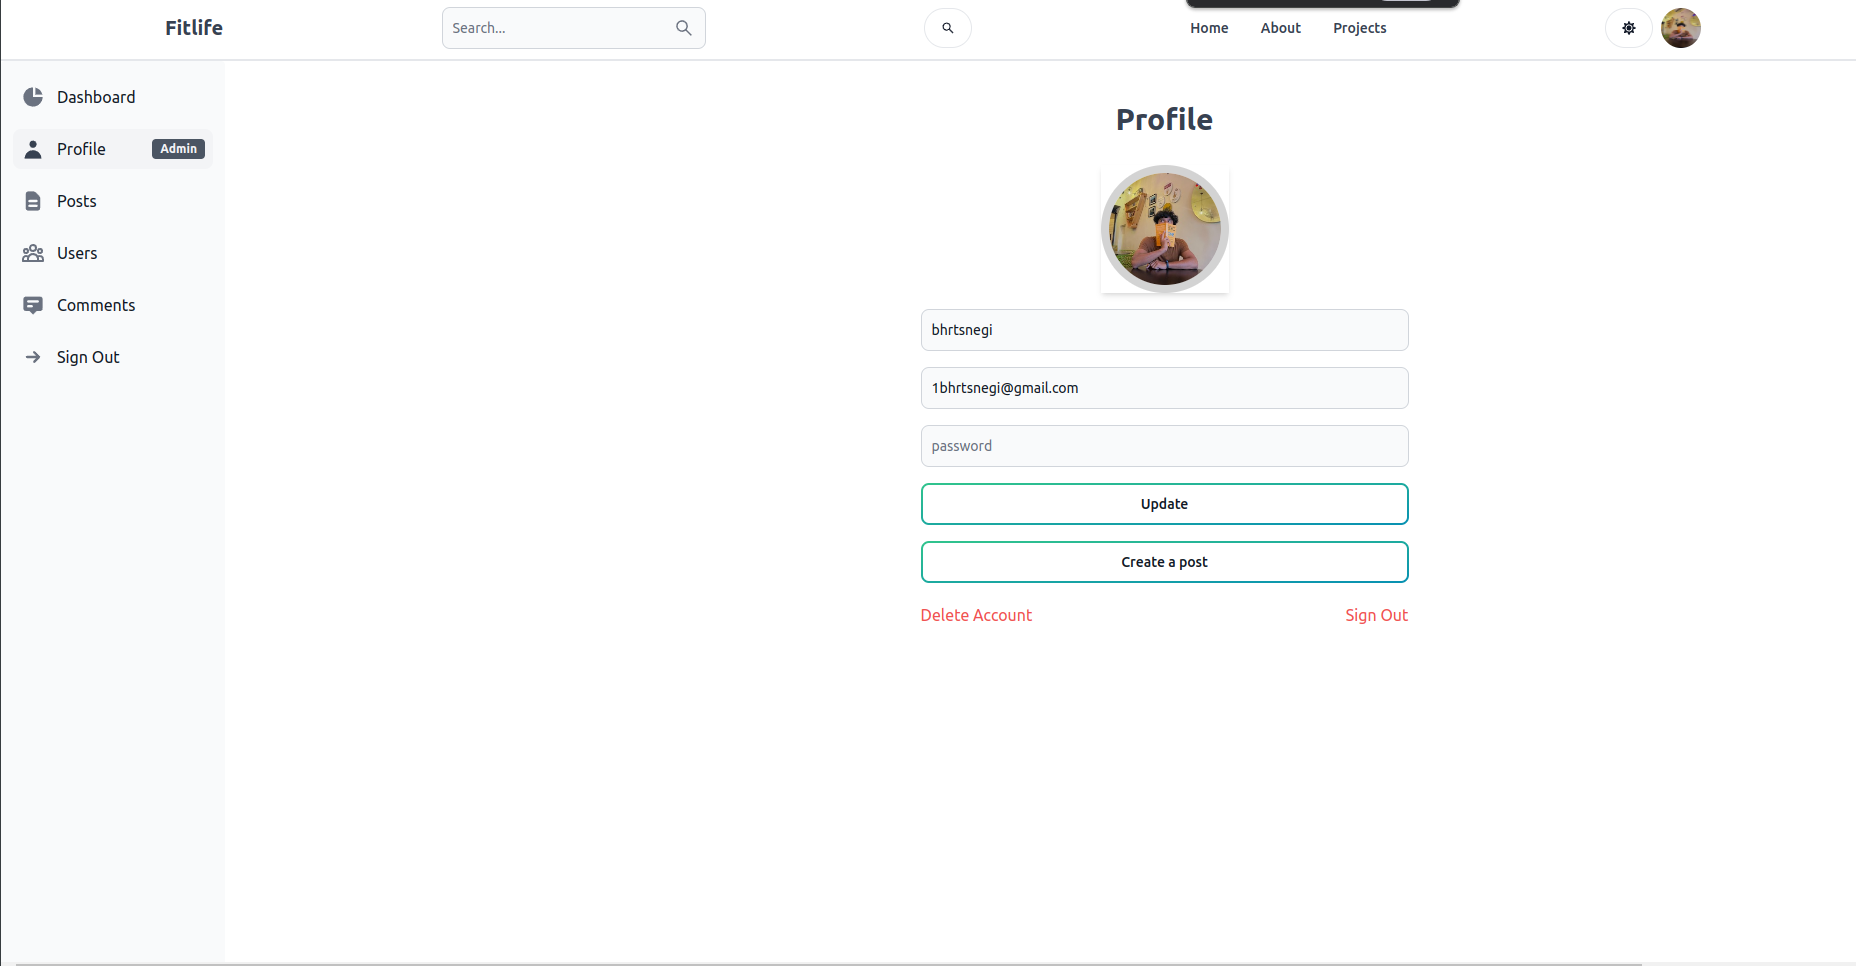 Fitlife
Search...
Home About Projects
Dashboard
Profile Admin
Posts
Users
Comments
Sign Out
Profile
bhrtsnegi
1bhrtsnegi@gmail.com
password
Update
Create a post
Delete Account Sign Out